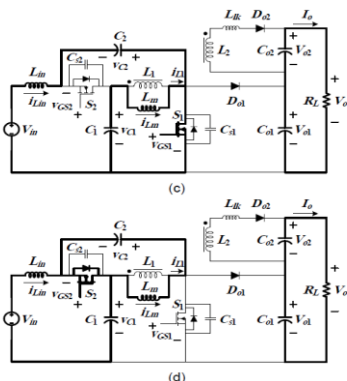 C2
Cs2
vC2
Llk
Do2
Io
L2
Co2
Vo2
Lin
L1
iL1
Lm
iLin
vGS2
S2
iLm
C1
vC1
S1
Cs1
vGS1
Do1
Co1
Vo1
RL
Vo
Vin
(c)
C2
Cs2
vC2
Llk
Do2
Io
L2
Co2
Vo2
Lin
L1
iL1
Lm
iLin
vGS2
S2
iLm
C1
vC1
S1
Cs1
vGS1
Do1
Co1
Vo1
RL
Vo
Vin
(d)